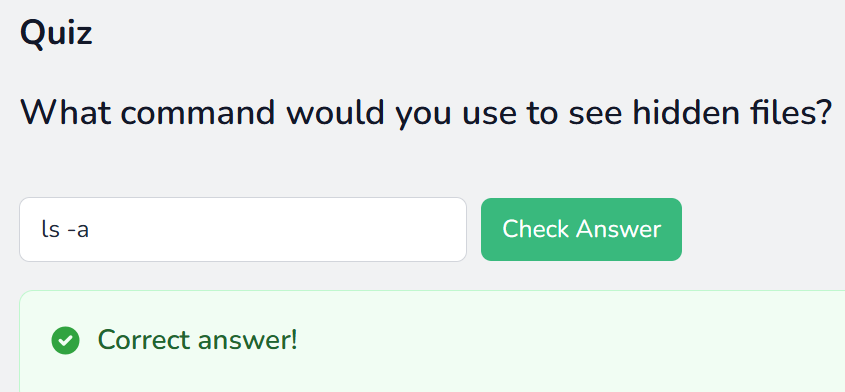 Quiz
What command would you use to see hidden files?
ls -a
Check Answer
Correct answer!